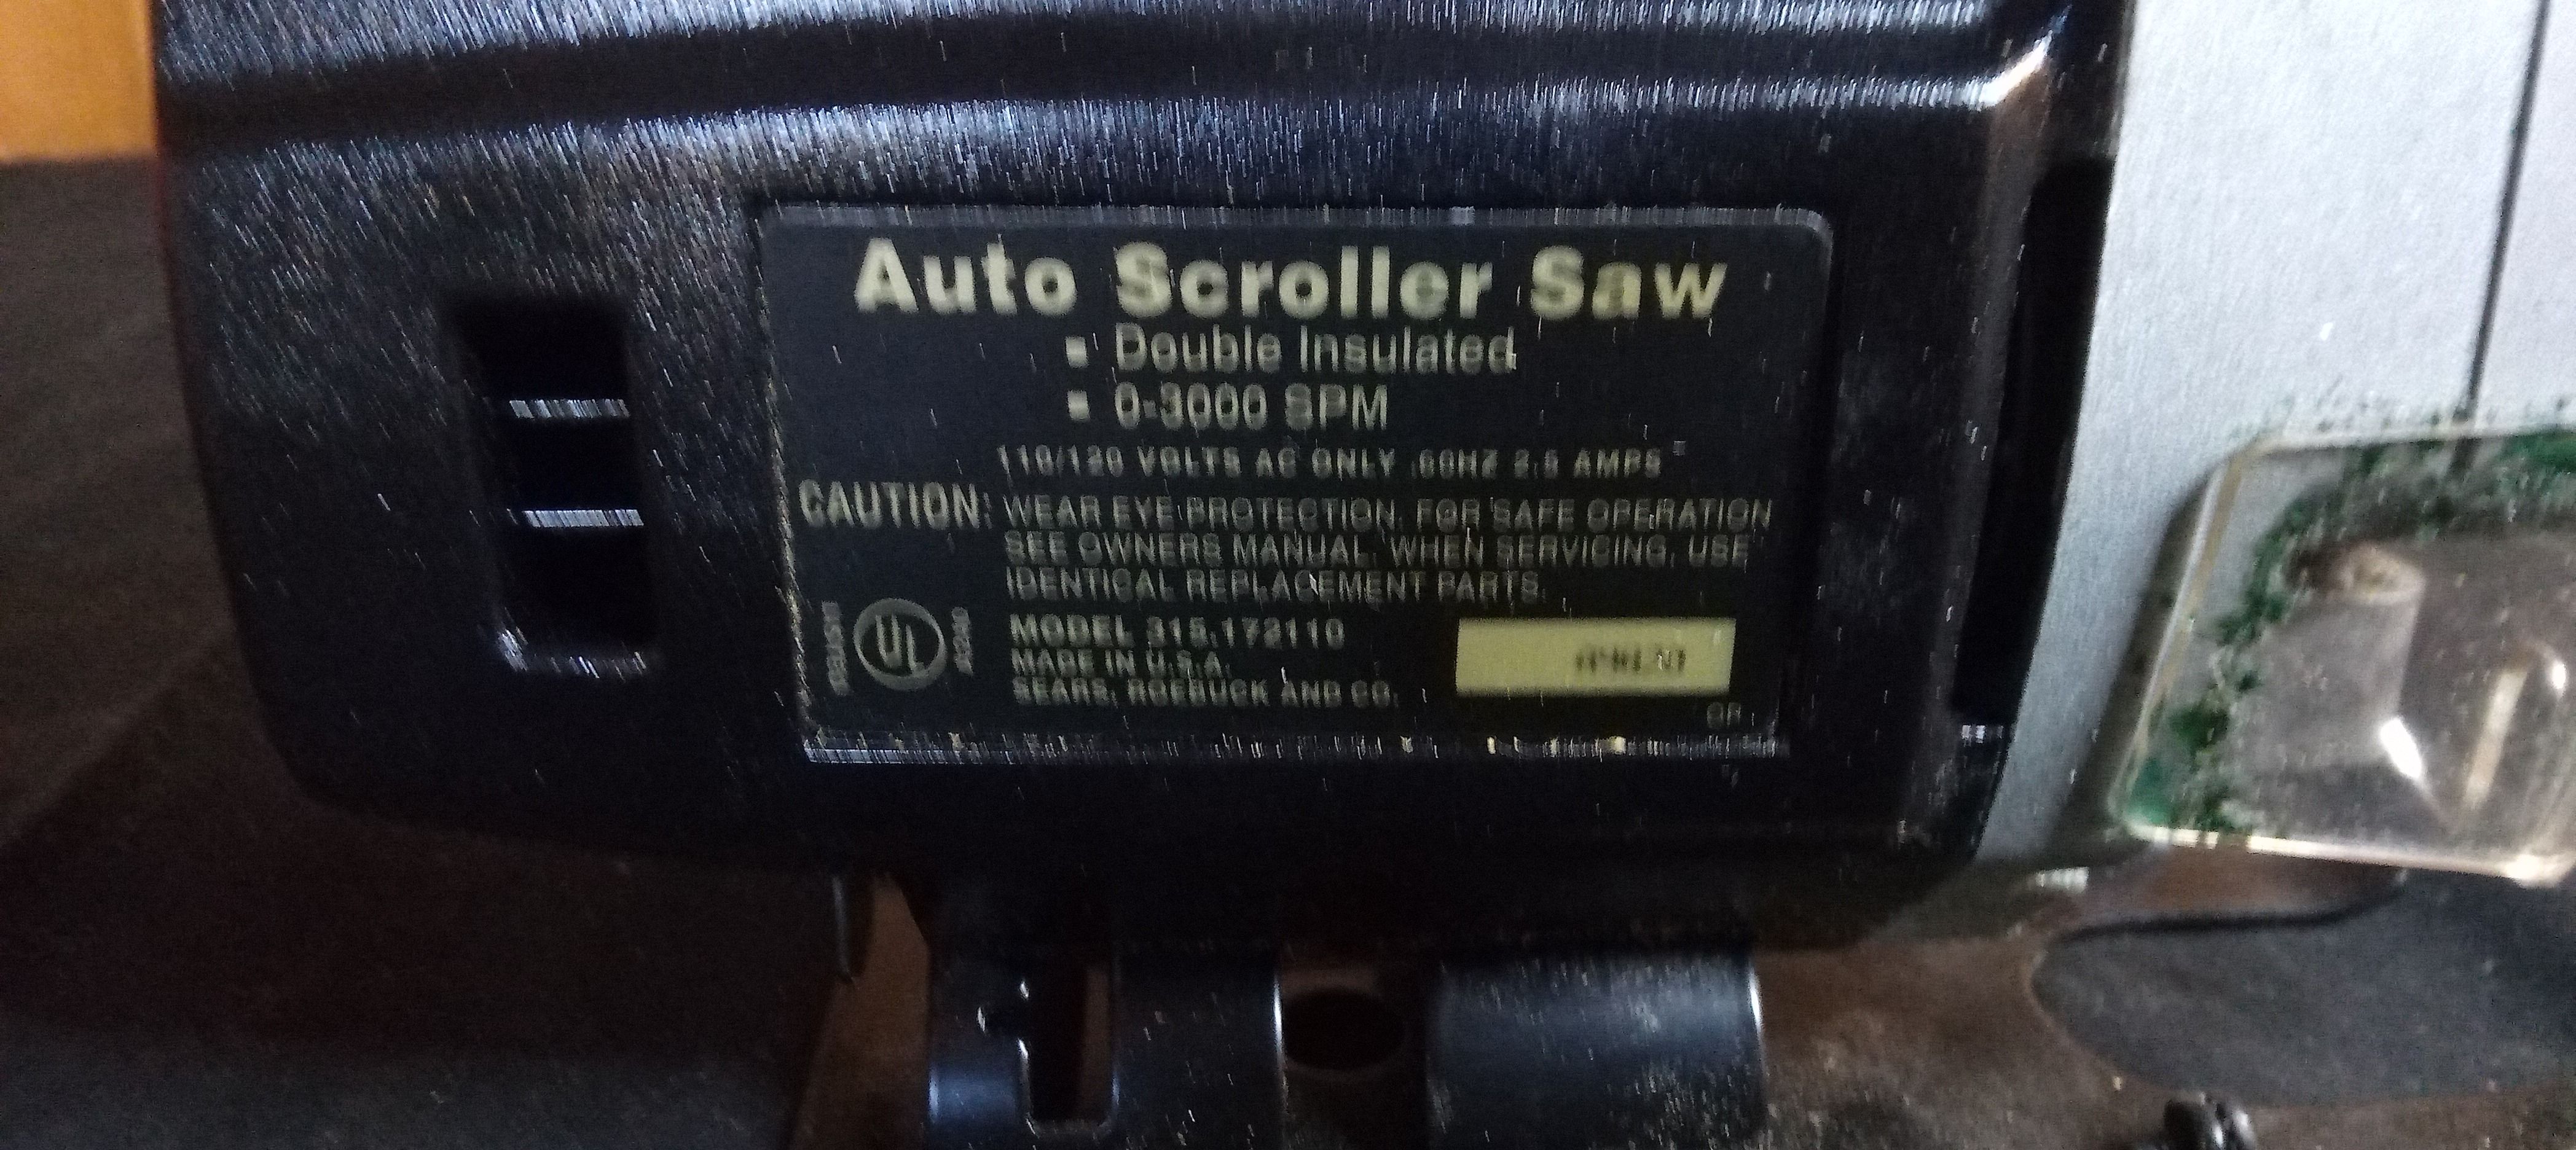 Auto Scroller Saw
▪ Double Insulated
▪ 0-3000 SPM
110/120 VOLTS AC ONLY 60HZ 2.5 AMPS
CAUTION: WEAR EYE PROTECTION. FOR SAFE OPERATION
SEE OWNERS MANUAL. WHEN SERVICING, USE
IDENTICAL REPLACEMENT PARTS.
UL
MODEL 315.172110
MADE IN U.S.A.
SEARS, ROEBUCK AND CO.